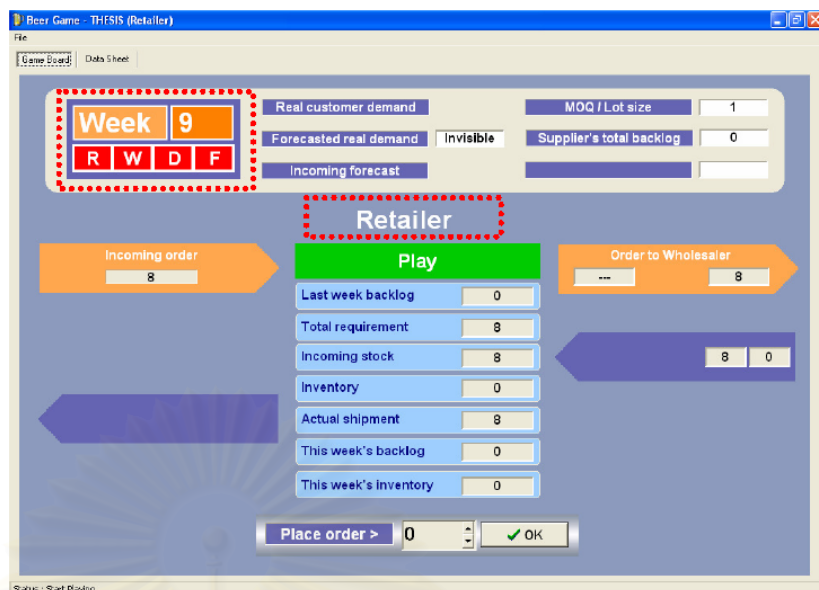 Beer Game - THESIS (Retailer)
File
Game Board Data Sheet
Week 9
R W D F
Real customer demand
Forecasted real demand Invisible
Incoming forecast
MOQ / Lot size 1
Supplier's total backlog 0
Retailer
Incoming order
8
Play
Order to Wholesaler
--- 8
Last week backlog 0
Total requirement 8
Incoming stock 8
8 0
Inventory 0
Actual shipment 8
This week's backlog 0
This week's inventory 0
Place order > 0 OK
Status : Start Playing